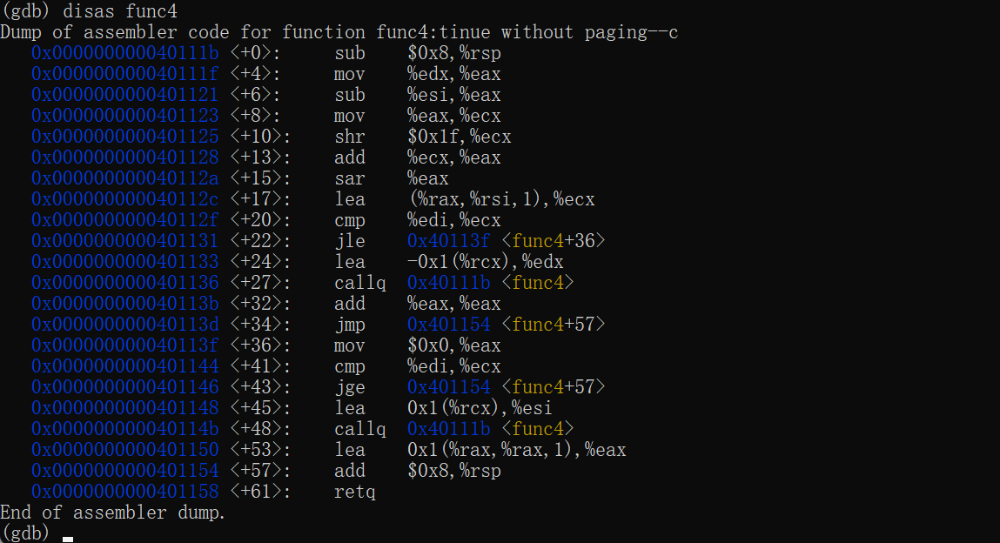 (gdb) disas func4
Dump of assembler code for function func4:tinue without paging--c
   0x000000000040111b <+0>:	sub    $0x8,%rsp
   0x000000000040111f <+4>:	mov    %edx,%eax
   0x0000000000401121 <+6>:	sub    %esi,%eax
   0x0000000000401123 <+8>:	mov    %eax,%ecx
   0x0000000000401125 <+10>:	shr    $0x1f,%ecx
   0x0000000000401128 <+13>:	add    %ecx,%eax
   0x000000000040112a <+15>:	sar    %eax
   0x000000000040112c <+17>:	lea    (%rax,%rsi,1),%ecx
   0x000000000040112f <+20>:	cmp    %edi,%ecx
   0x0000000000401131 <+22>:	jle    0x40113f <func4+36>
   0x0000000000401133 <+24>:	lea    -0x1(%rcx),%edx
   0x0000000000401136 <+27>:	callq  0x40111b <func4>
   0x000000000040113b <+32>:	add    %eax,%eax
   0x000000000040113d <+34>:	jmp    0x401154 <func4+57>
   0x000000000040113f <+36>:	mov    $0x0,%eax
   0x0000000000401144 <+41>:	cmp    %edi,%ecx
   0x0000000000401146 <+43>:	jge    0x401154 <func4+57>
   0x0000000000401148 <+45>:	lea    0x1(%rcx),%esi
   0x000000000040114b <+48>:	callq  0x40111b <func4>
   0x0000000000401150 <+53>:	lea    0x1(%rax,%rax,1),%eax
   0x0000000000401154 <+57>:	add    $0x8,%rsp
   0x0000000000401158 <+61>:	retq
End of assembler dump.
(gdb)